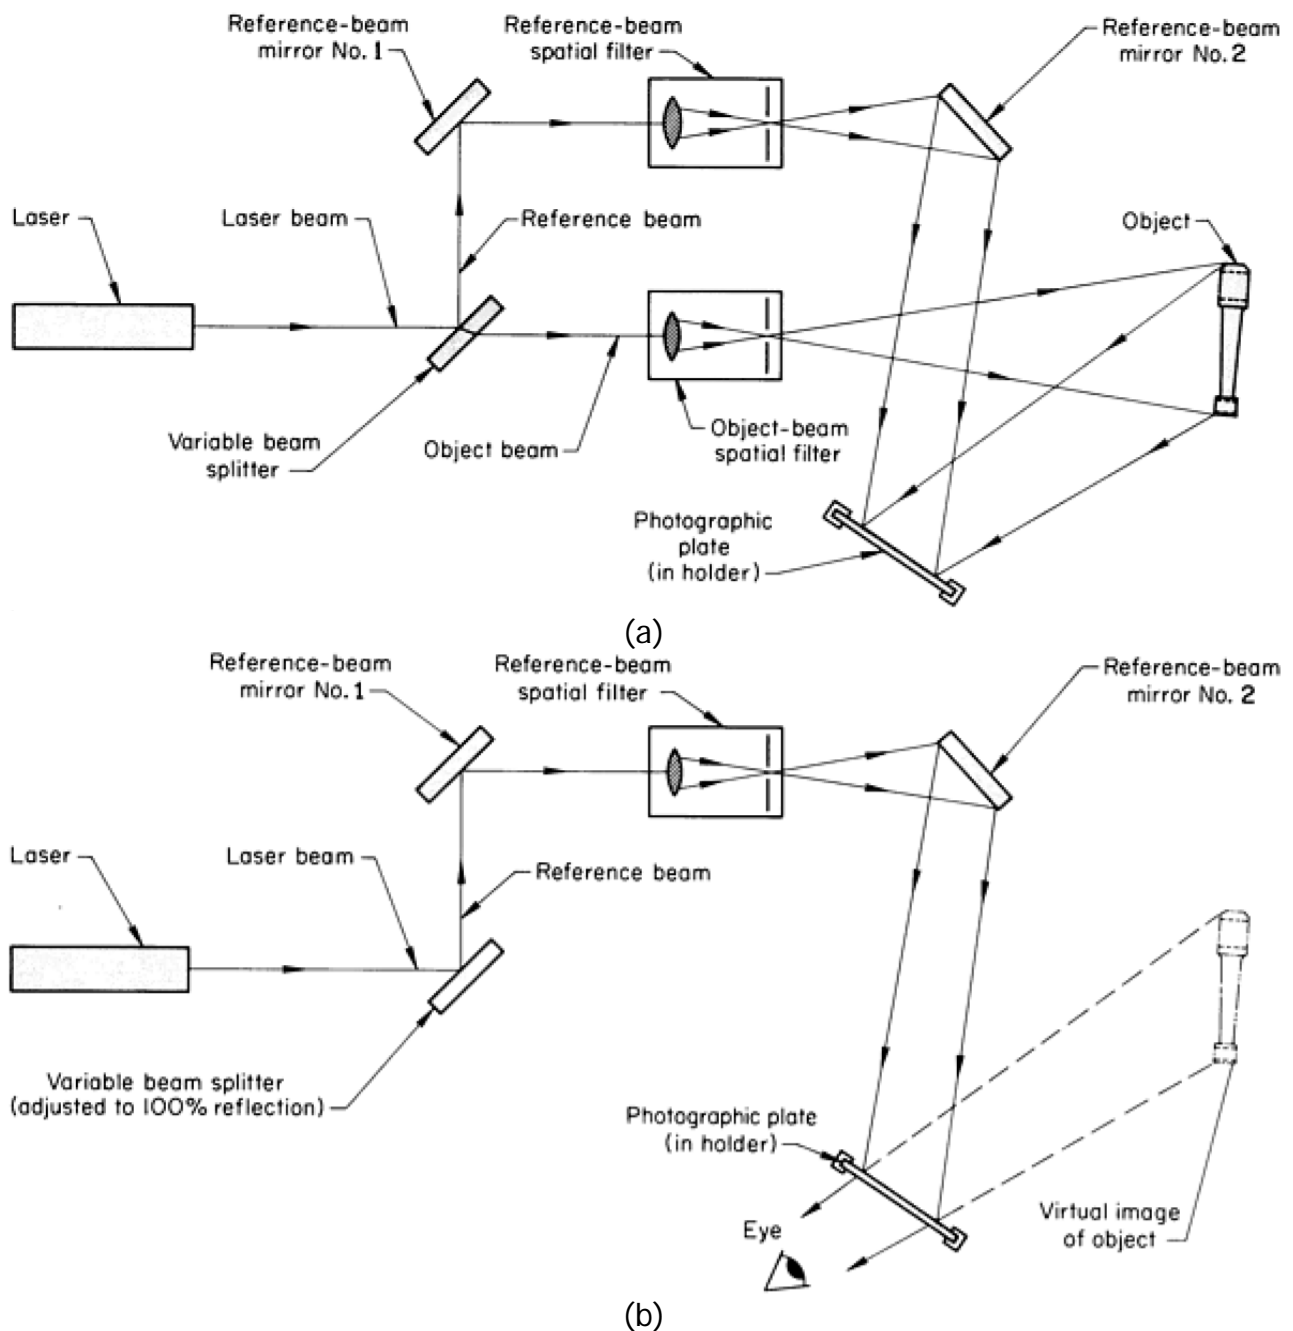 Reference-beam
mirror No. 1
Reference-beam
spatial filter
Reference-beam
mirror No. 2
Laser
Laser beam
Reference beam
Object
Variable beam
splitter
Object beam
Object-beam
spatial filter
Photographic
plate
(in holder)
(a)
Reference-beam
mirror No. 1
Reference-beam
spatial filter
Reference-beam
mirror No. 2
Laser
Laser beam
Reference beam
Variable beam splitter
(adjusted to 100% reflection)
Photographic plate
(in holder)
Eye
Virtual image
of object
(b)